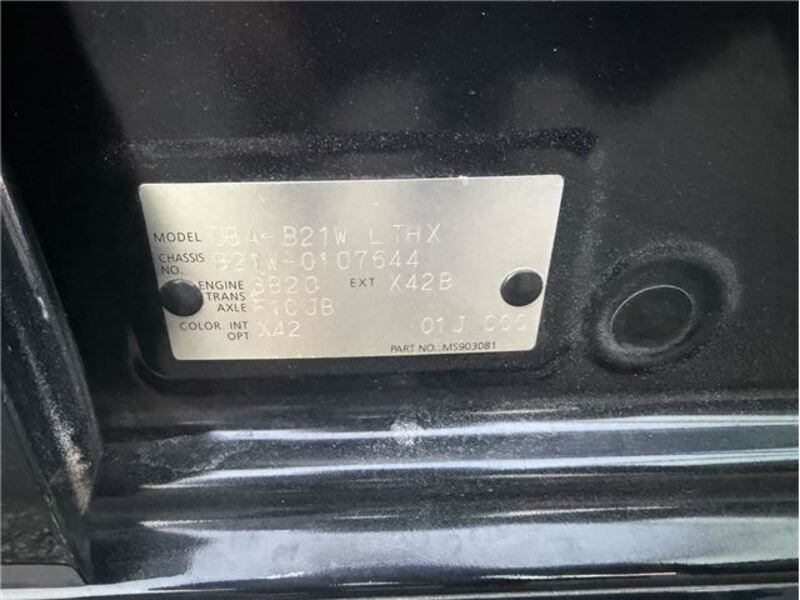 MODEL DBA-B21W LTHX
CHASSIS NO. B21W-0107644
ENGINE 3B20 EXT X42B
TRANS AXLE F1CJB
COLOR INT X42
OPT 01J 000
PART NO.; MS903081